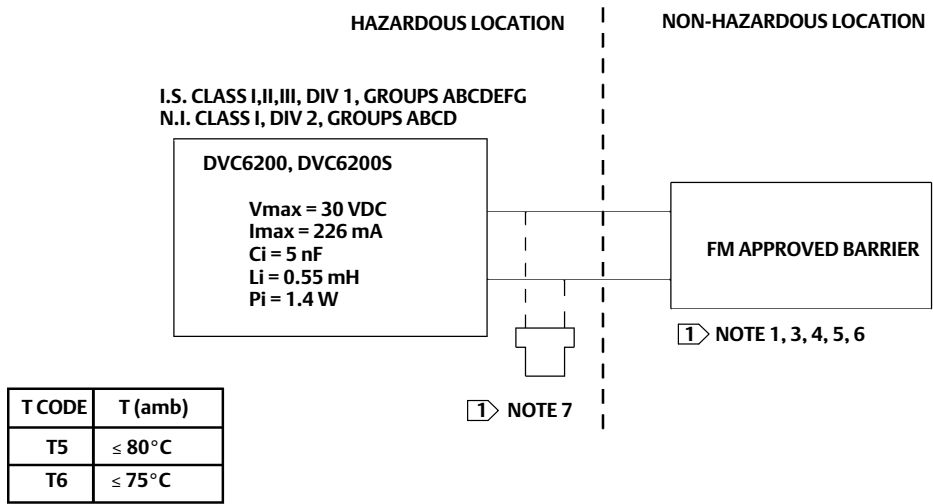 HAZARDOUS LOCATION
NON-HAZARDOUS LOCATION
I.S. CLASS I,II,III, DIV 1, GROUPS ABCDEFG
N.I. CLASS I, DIV 2, GROUPS ABCD
DVC6200, DVC6200S
Vmax = 30 VDC
Imax = 226 mA
Ci = 5 nF
Li = 0.55 mH
Pi = 1.4 W
FM APPROVED BARRIER
1 NOTE 1, 3, 4, 5, 6
1 NOTE 7
T CODE T (amb)
T5 ≤ 80°C
T6 ≤ 75°C